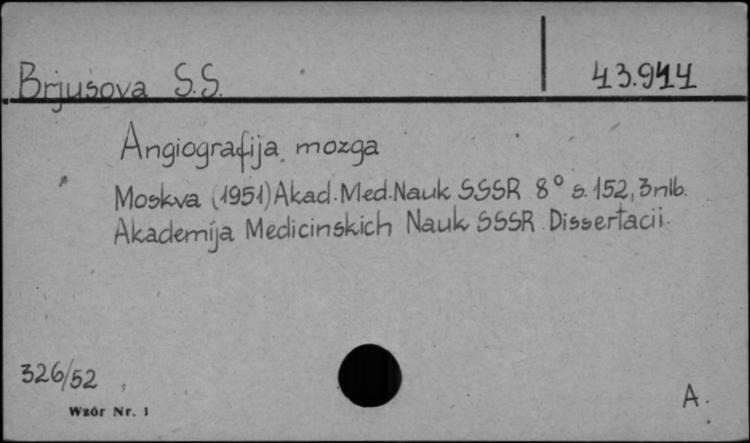 Brjusova S.S.
43.944
Angiografija mozga
Moskva (1951) Akad. Med. Nauk SSSR 8° s. 152, 3 nlb.
Akademija Medicinskich Nauk SSSR. Dissertacii.
326/52
Wzór Nr. 1
A.